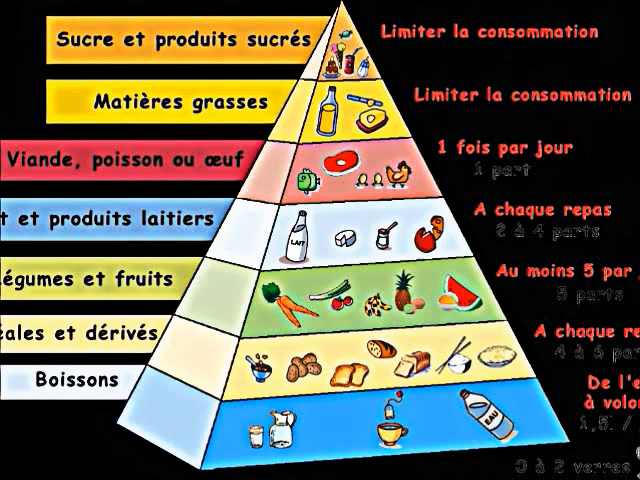 Sucre et produits sucrés
Limiter la consommation
Matières grasses
Limiter la consommation
Viande, poisson ou œuf
1 fois par jour
1 part
t et produits laitiers
A chaque repas
2 à 4 parts
LAIT
égumes et fruits
Au moins 5 par
5 parts
éales et dérivés
A chaque re
4 à 6 par
Boissons
De l'e
à volo
1,5l /
EAU
0 à 2 verres